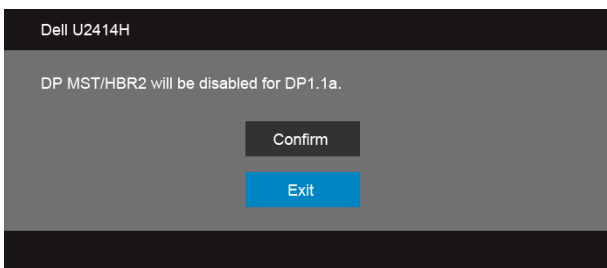 Dell U2414H
DP MST/HBR2 will be disabled for DP1.1a.
Confirm
Exit